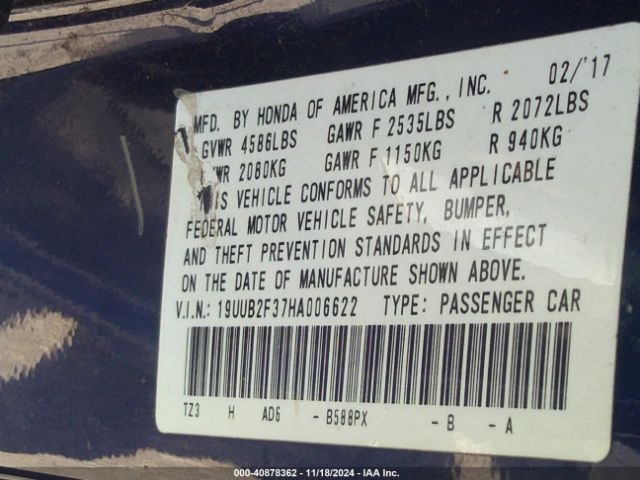 MFD. BY HONDA OF AMERICA MFG., INC. 02/'17
GVWR 4586LBS GAWR F 2535LBS R 2072LBS
WR 2080KG GAWR F 1150KG R 940KG
IS VEHICLE CONFORMS TO ALL APPLICABLE
FEDERAL MOTOR VEHICLE SAFETY, BUMPER,
AND THEFT PREVENTION STANDARDS IN EFFECT
ON THE DATE OF MANUFACTURE SHOWN ABOVE.
V.I.N.: 19UUB2F37HA006622 TYPE: PASSENGER CAR
TZ3 H AD6 - B588PX - B - A
000-40878362 - 11/18/2024 - IAA Inc.